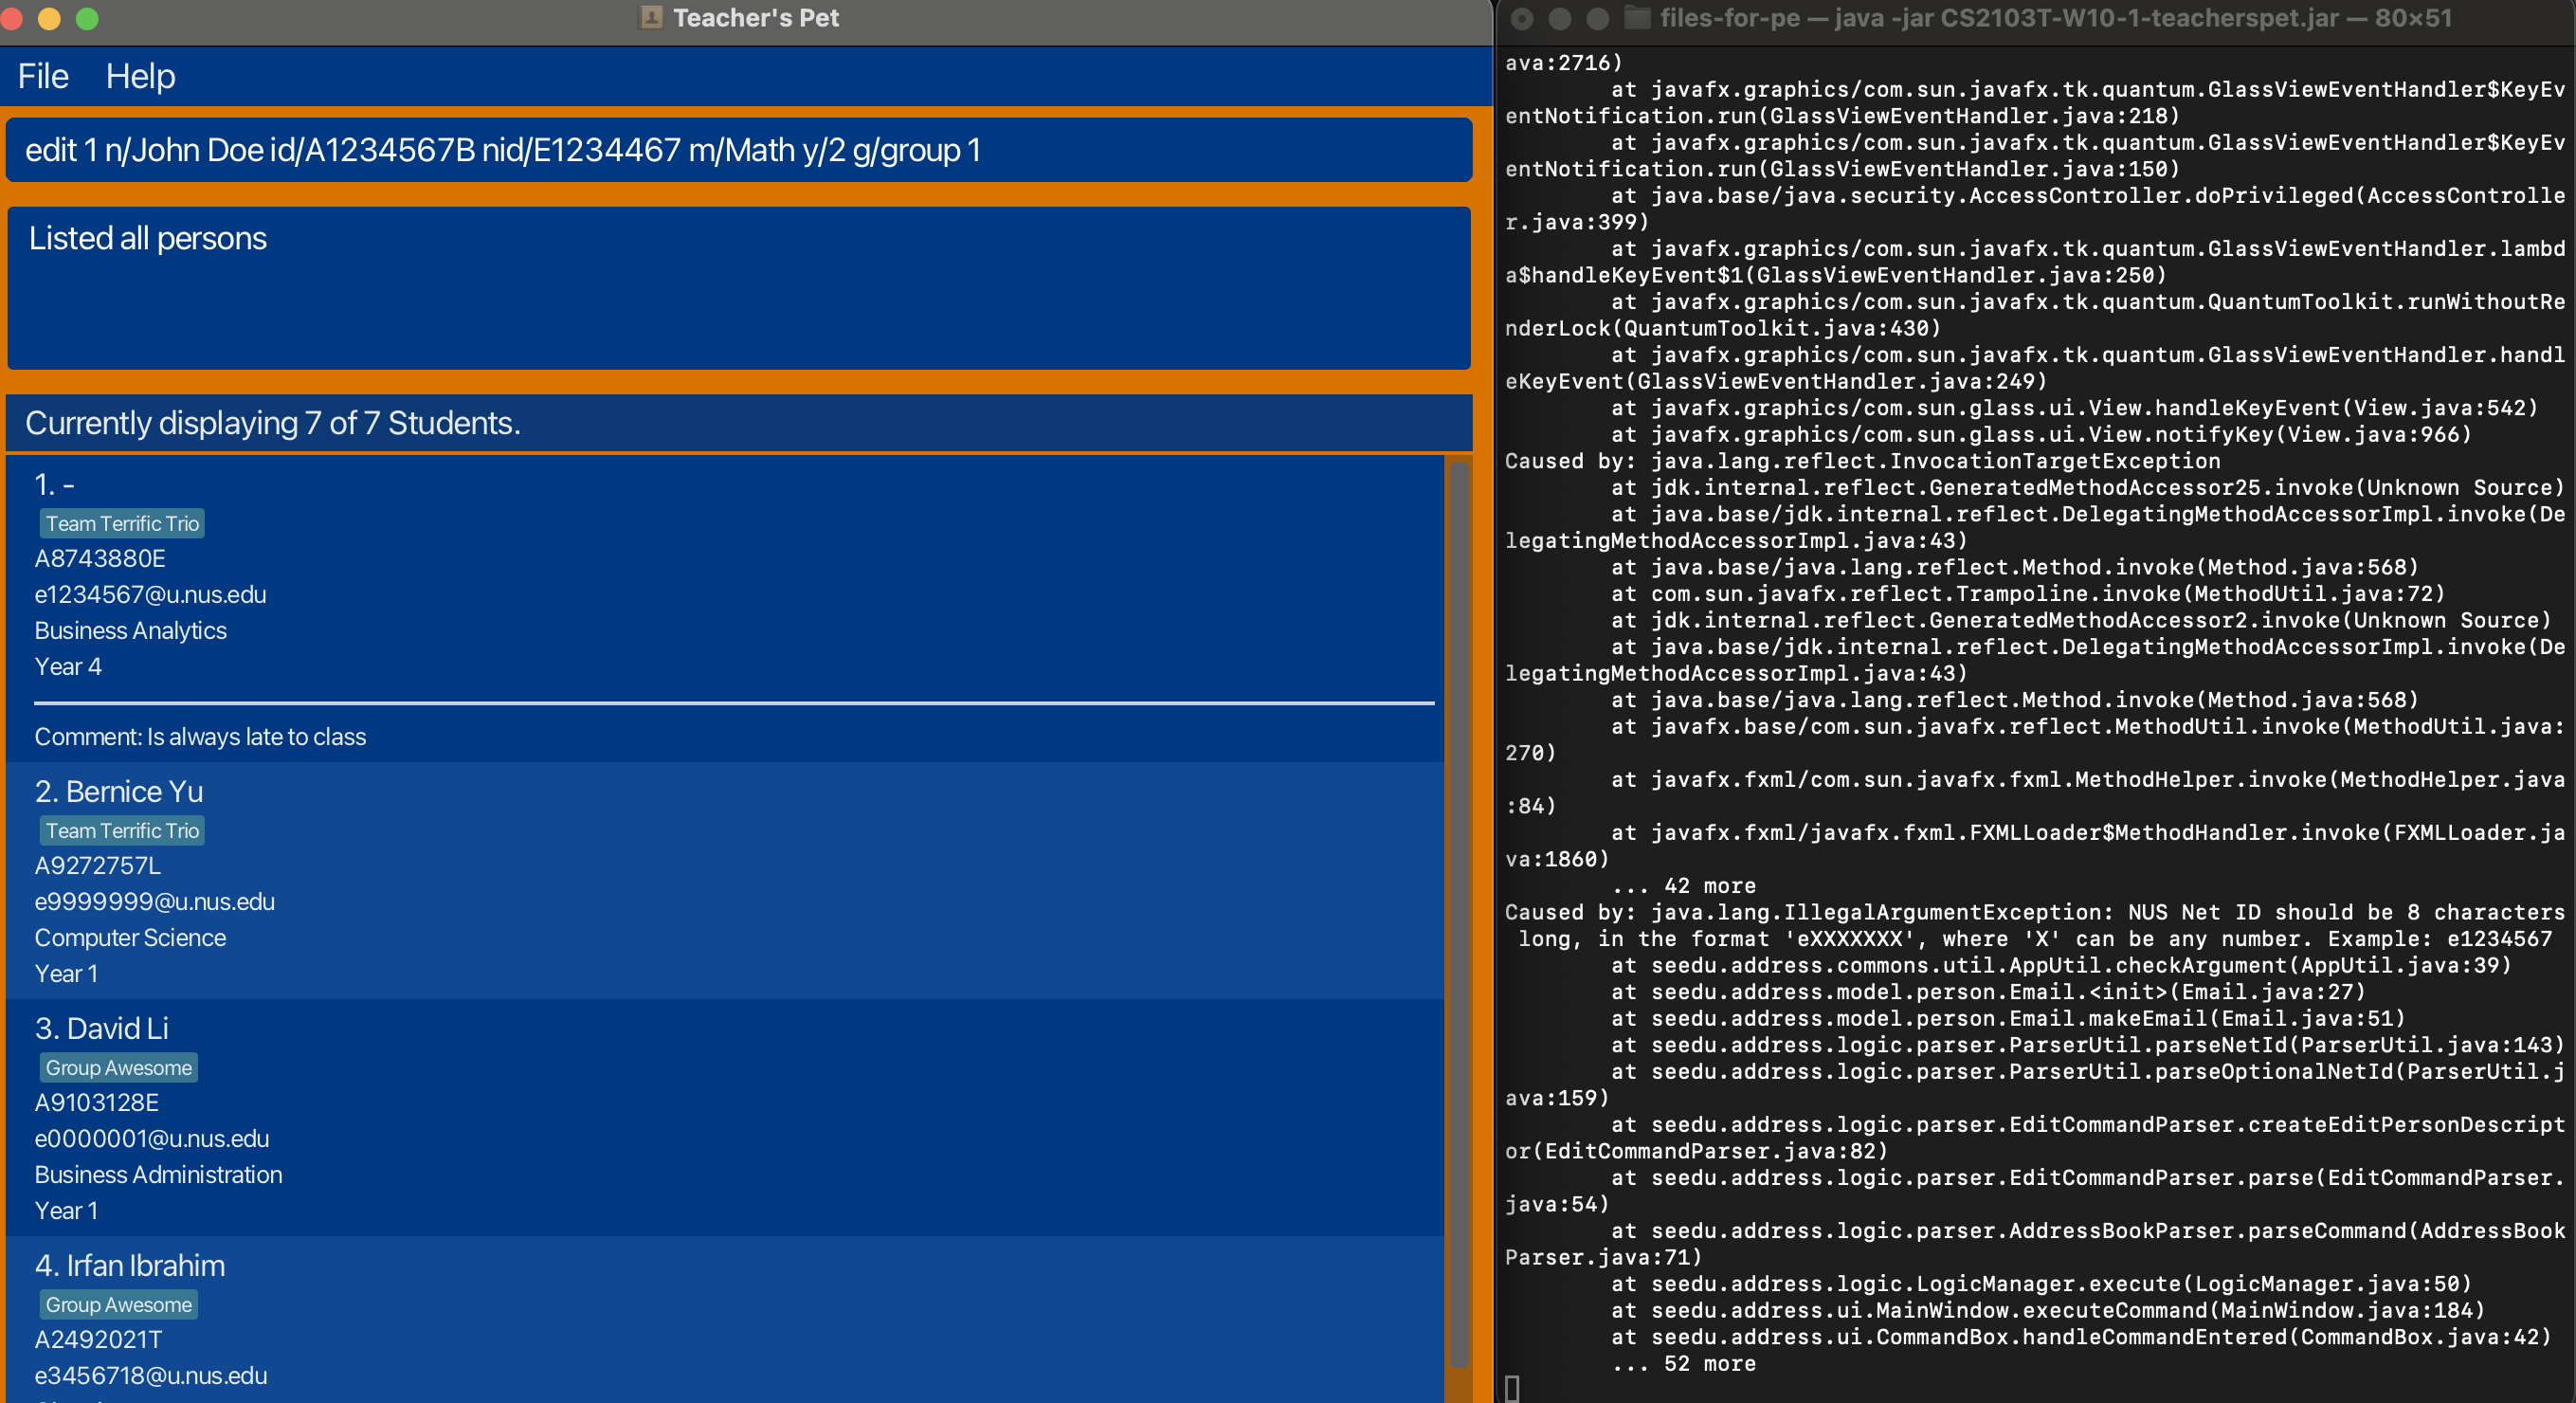 Teacher's Pet
File Help
edit 1 n/John Doe id/A1234567B nid/E1234467 m/Math y/2 g/group 1
Listed all persons
Currently displaying 7 of 7 Students.
1. -
Team Terrific Trio
A8743880E
e1234567@u.nus.edu
Business Analytics
Year 4
Comment: Is always late to class
2. Bernice Yu
Team Terrific Trio
A9272757L
e9999999@u.nus.edu
Computer Science
Year 1
3. David Li
Group Awesome
A9103128E
e0000001@u.nus.edu
Business Administration
Year 1
4. Irfan Ibrahim
Group Awesome
A2492021T
e3456718@u.nus.edu
files-for-pe — java -jar CS2103T-W10-1-teacherspet.jar — 80×51
ava:2716)
at javafx.graphics/com.sun.javafx.tk.quantum.GlassViewEventHandler$KeyEv
entNotification.run(GlassViewEventHandler.java:218)
at javafx.graphics/com.sun.javafx.tk.quantum.GlassViewEventHandler$KeyEv
entNotification.run(GlassViewEventHandler.java:150)
at java.base/java.security.AccessController.doPrivileged(AccessControlle
r.java:399)
at javafx.graphics/com.sun.javafx.tk.quantum.GlassViewEventHandler.lambd
a$handleKeyEvent$1(GlassViewEventHandler.java:250)
at javafx.graphics/com.sun.javafx.tk.quantum.QuantumToolkit.runWithoutRe
nderLock(QuantumToolkit.java:430)
at javafx.graphics/com.sun.javafx.tk.quantum.GlassViewEventHandler.handl
eKeyEvent(GlassViewEventHandler.java:249)
at javafx.graphics/com.sun.glass.ui.View.handleKeyEvent(View.java:542)
at javafx.graphics/com.sun.glass.ui.View.notifyKey(View.java:966)
Caused by: java.lang.reflect.InvocationTargetException
at jdk.internal.reflect.GeneratedMethodAccessor25.invoke(Unknown Source)
at java.base/jdk.internal.reflect.DelegatingMethodAccessorImpl.invoke(De
legatingMethodAccessorImpl.java:43)
at java.base/java.lang.reflect.Method.invoke(Method.java:568)
at com.sun.javafx.reflect.Trampoline.invoke(MethodUtil.java:72)
at jdk.internal.reflect.GeneratedMethodAccessor2.invoke(Unknown Source)
at java.base/jdk.internal.reflect.DelegatingMethodAccessorImpl.invoke(De
legatingMethodAccessorImpl.java:43)
at java.base/java.lang.reflect.Method.invoke(Method.java:568)
at javafx.base/com.sun.javafx.reflect.MethodUtil.invoke(MethodUtil.java:
270)
at javafx.fxml/com.sun.javafx.fxml.MethodHelper.invoke(MethodHelper.java
:84)
at javafx.fxml/javafx.fxml.FXMLLoader$MethodHandler.invoke(FXMLLoader.ja
va:1860)
... 42 more
Caused by: java.lang.IllegalArgumentException: NUS Net ID should be 8 characters
long, in the format 'eXXXXXXX', where 'X' can be any number. Example: e1234567
at seedu.address.commons.util.AppUtil.checkArgument(AppUtil.java:39)
at seedu.address.model.person.Email.<init>(Email.java:27)
at seedu.address.model.person.Email.makeEmail(Email.java:51)
at seedu.address.logic.parser.ParserUtil.parseNetId(ParserUtil.java:143)
at seedu.address.logic.parser.ParserUtil.parseOptionalNetId(ParserUtil.j
ava:159)
at seedu.address.logic.parser.EditCommandParser.createEditPersonDescript
or(EditCommandParser.java:82)
at seedu.address.logic.parser.EditCommandParser.parse(EditCommandParser.
java:54)
at seedu.address.logic.parser.AddressBookParser.parseCommand(AddressBook
Parser.java:71)
at seedu.address.logic.LogicManager.execute(LogicManager.java:50)
at seedu.address.ui.MainWindow.executeCommand(MainWindow.java:184)
at seedu.address.ui.CommandBox.handleCommandEntered(CommandBox.java:42)
... 52 more